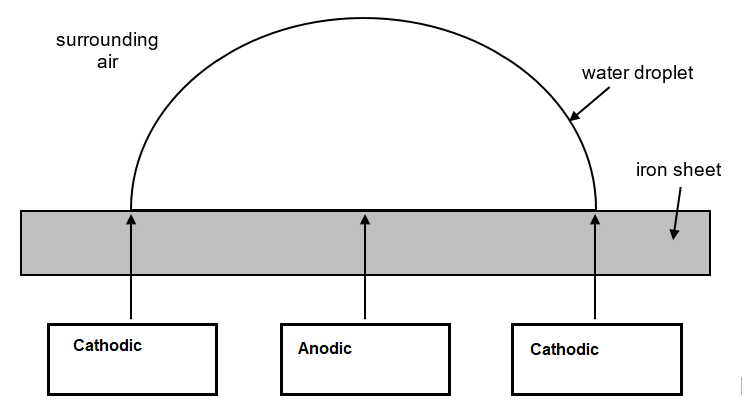 surrounding
air
water droplet
iron sheet
Cathodic
Anodic
Cathodic